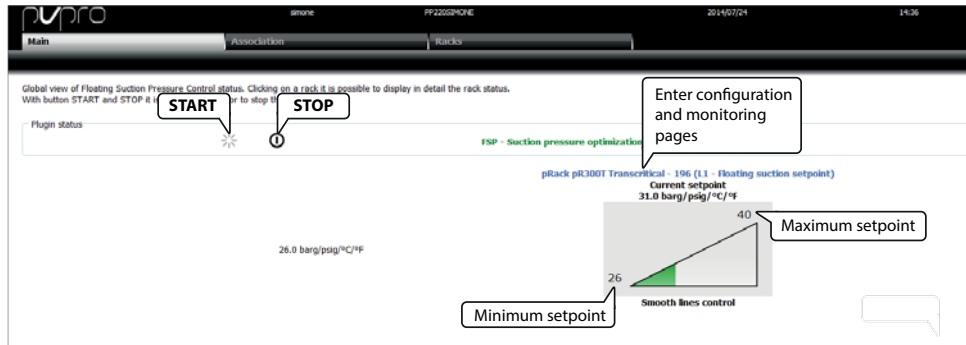 pvpro
simone PP220SIMONE 2014/07/24 14:36
Main Association Racks
Global view of Floating Suction Pressure Control status. Clicking on a rack it is possible to display in detail the rack status.
With button START and STOP it is or to stop th
START
STOP
Enter configuration
and monitoring
pages
Plugin status
FSP - Suction pressure optimization
pRack pR300T Transcritical - 196 (L1 - Floating suction setpoint)
Current setpoint
31.0 barg/psig/°C/°F
40
Maximum setpoint
26.0 barg/psig/°C/°F
26
Smooth lines control
Minimum setpoint